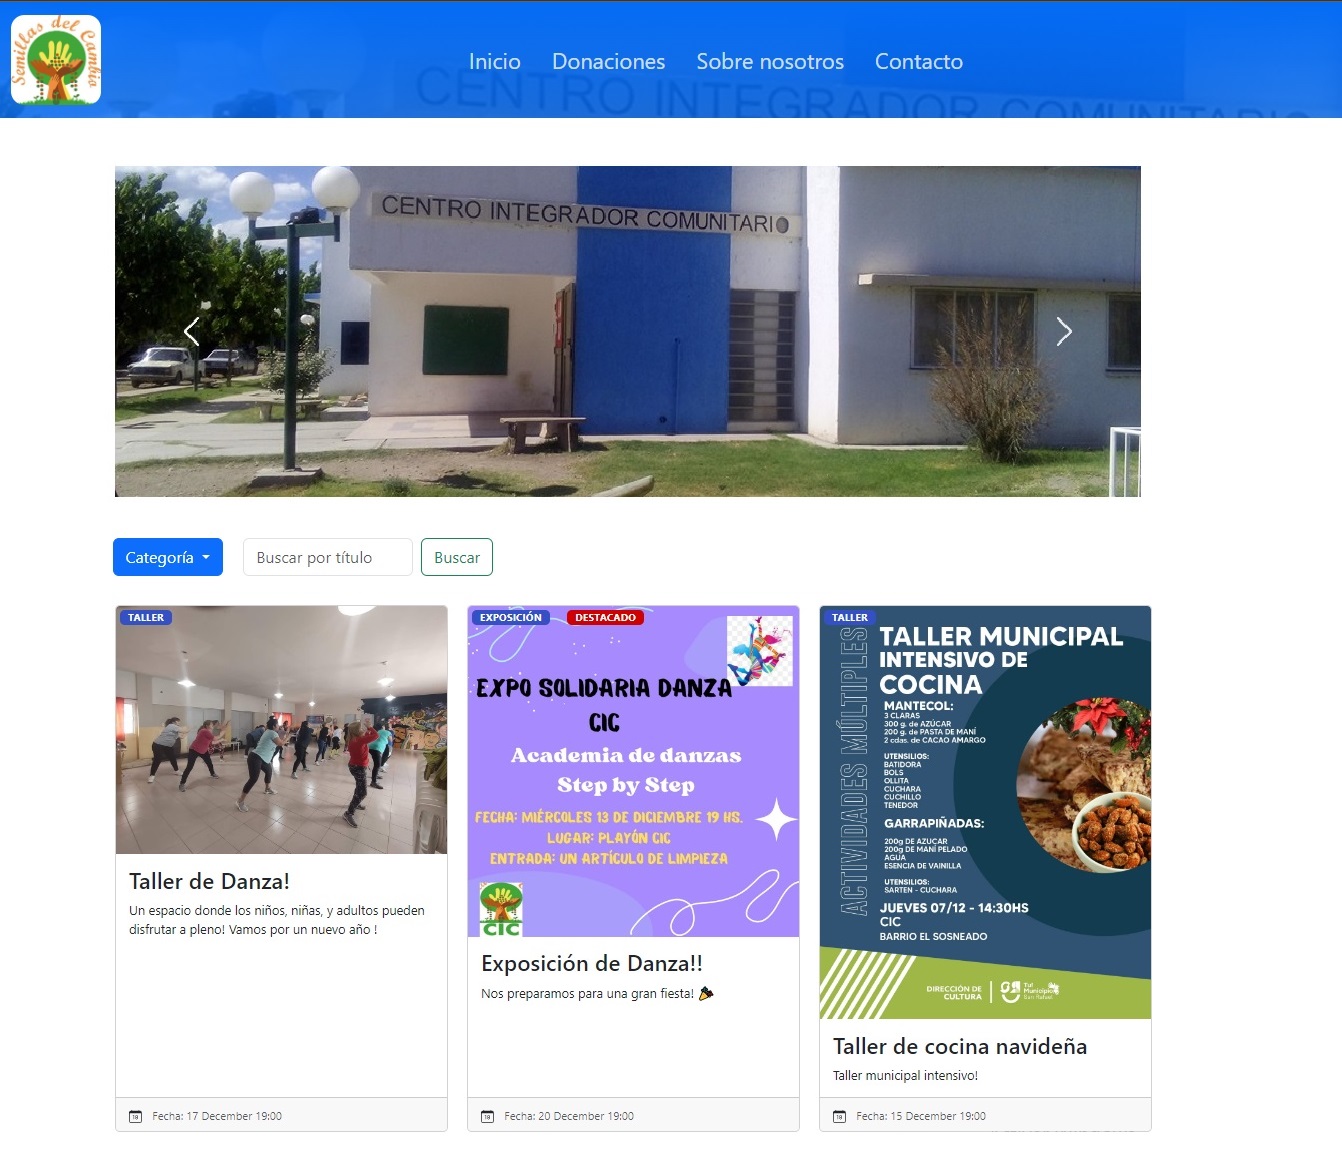 Semillas del Cambio
Inicio
Donaciones
Sobre nosotros
Contacto
CENTRO INTEGRADOR COMUNITARIO
CENTRO INTEGRADOR COMUNITARIO
Categoría
Buscar por título
Buscar
TALLER
Taller de Danza!
Un espacio donde los niños, niñas, y adultos pueden
disfrutar a pleno! Vamos por un nuevo año !
Fecha: 17 December 19:00
EXPOSICIÓN
DESTACADO
EXPO SOLIDARIA DANZA
CIC
Academia de danzas
Step by Step
FECHA: MIÉRCOLES 13 DE DICIEMBRE 19 HS.
LUGAR: PLAYÓN CIC
ENTRADA: UN ARTÍCULO DE LIMPIEZA
CIC
Exposición de Danza!!
Nos preparamos para una gran fiesta! 🎉
Fecha: 20 December 19:00
TALLER
ACTIVIDADES MÚLTIPLES
TALLER MUNICIPAL
INTENSIVO DE
COCINA
MANTECOL:
3 CLARAS
300 g. de AZÚCAR
200 g. de PASTA DE MANÍ
2 cdas. de CACAO AMARGO
UTENSILIOS:
BATIDORA
BOLS
OLLITA
CUCHARA
CUCHILLO
TENEDOR
GARRAPIÑADAS:
200g DE AZUCAR
200g DE MANÍ PELADO
AGUA
ESENCIA DE VAINILLA
UTENSILIOS:
SARTEN - CUCHARA
JUEVES 07/12 - 14:30HS
CIC
BARRIO EL SOSNEADO
DIRECCIÓN DE
CULTURA
Municipio
San Rafael
Taller de cocina navideña
Taller municipal intensivo!
Fecha: 15 December 19:00